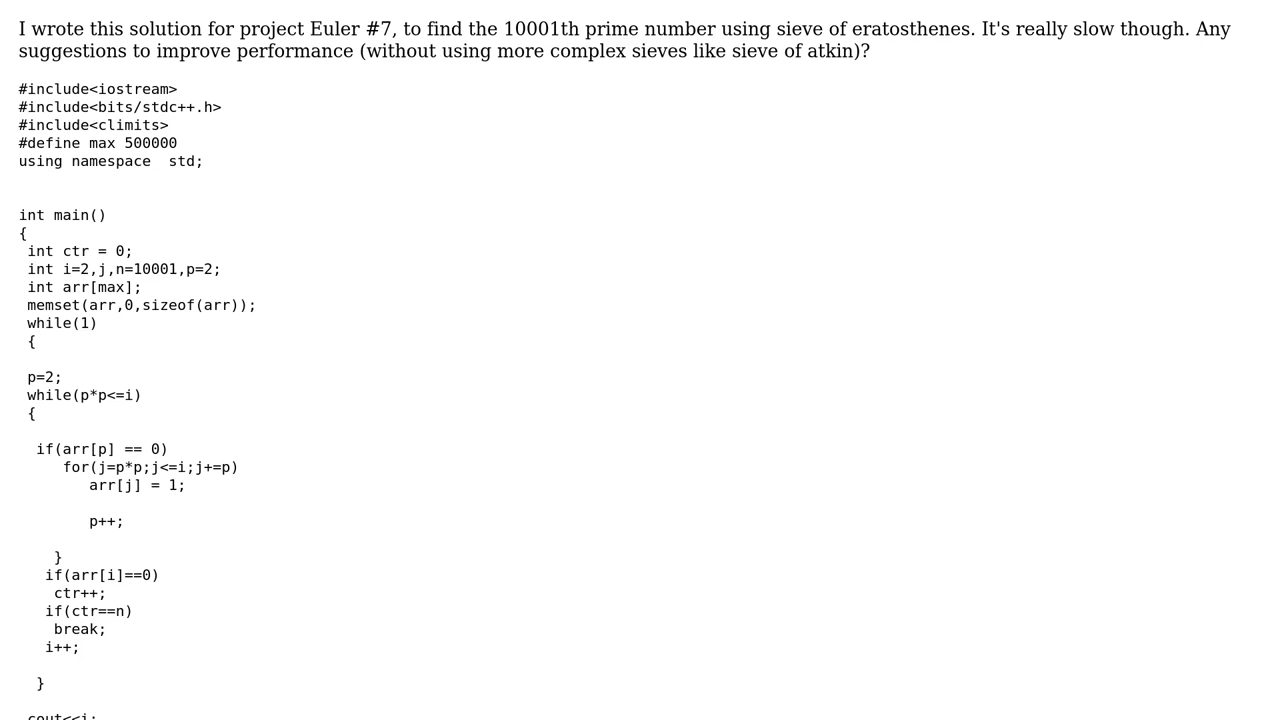 I wrote this solution for project Euler #7, to find the 10001th prime number using sieve of eratosthenes. It's really slow though. Any
suggestions to improve performance (without using more complex sieves like sieve of atkin)?
#include<iostream>
#include<bits/stdc++.h>
#include<climits>
#define max 500000
using namespace  std;
int main()
{
 int ctr = 0;
 int i=2,j,n=10001,p=2;
 int arr[max];
 memset(arr,0,sizeof(arr));
 while(1)
 {
 p=2;
 while(p*p<=i)
 {
  if(arr[p] == 0)
     for(j=p*p;j<=i;j+=p)
        arr[j] = 1;
        p++;
    }
   if(arr[i]==0)
    ctr++;
   if(ctr==n)
    break;
   i++;
  }
 cout<<i;